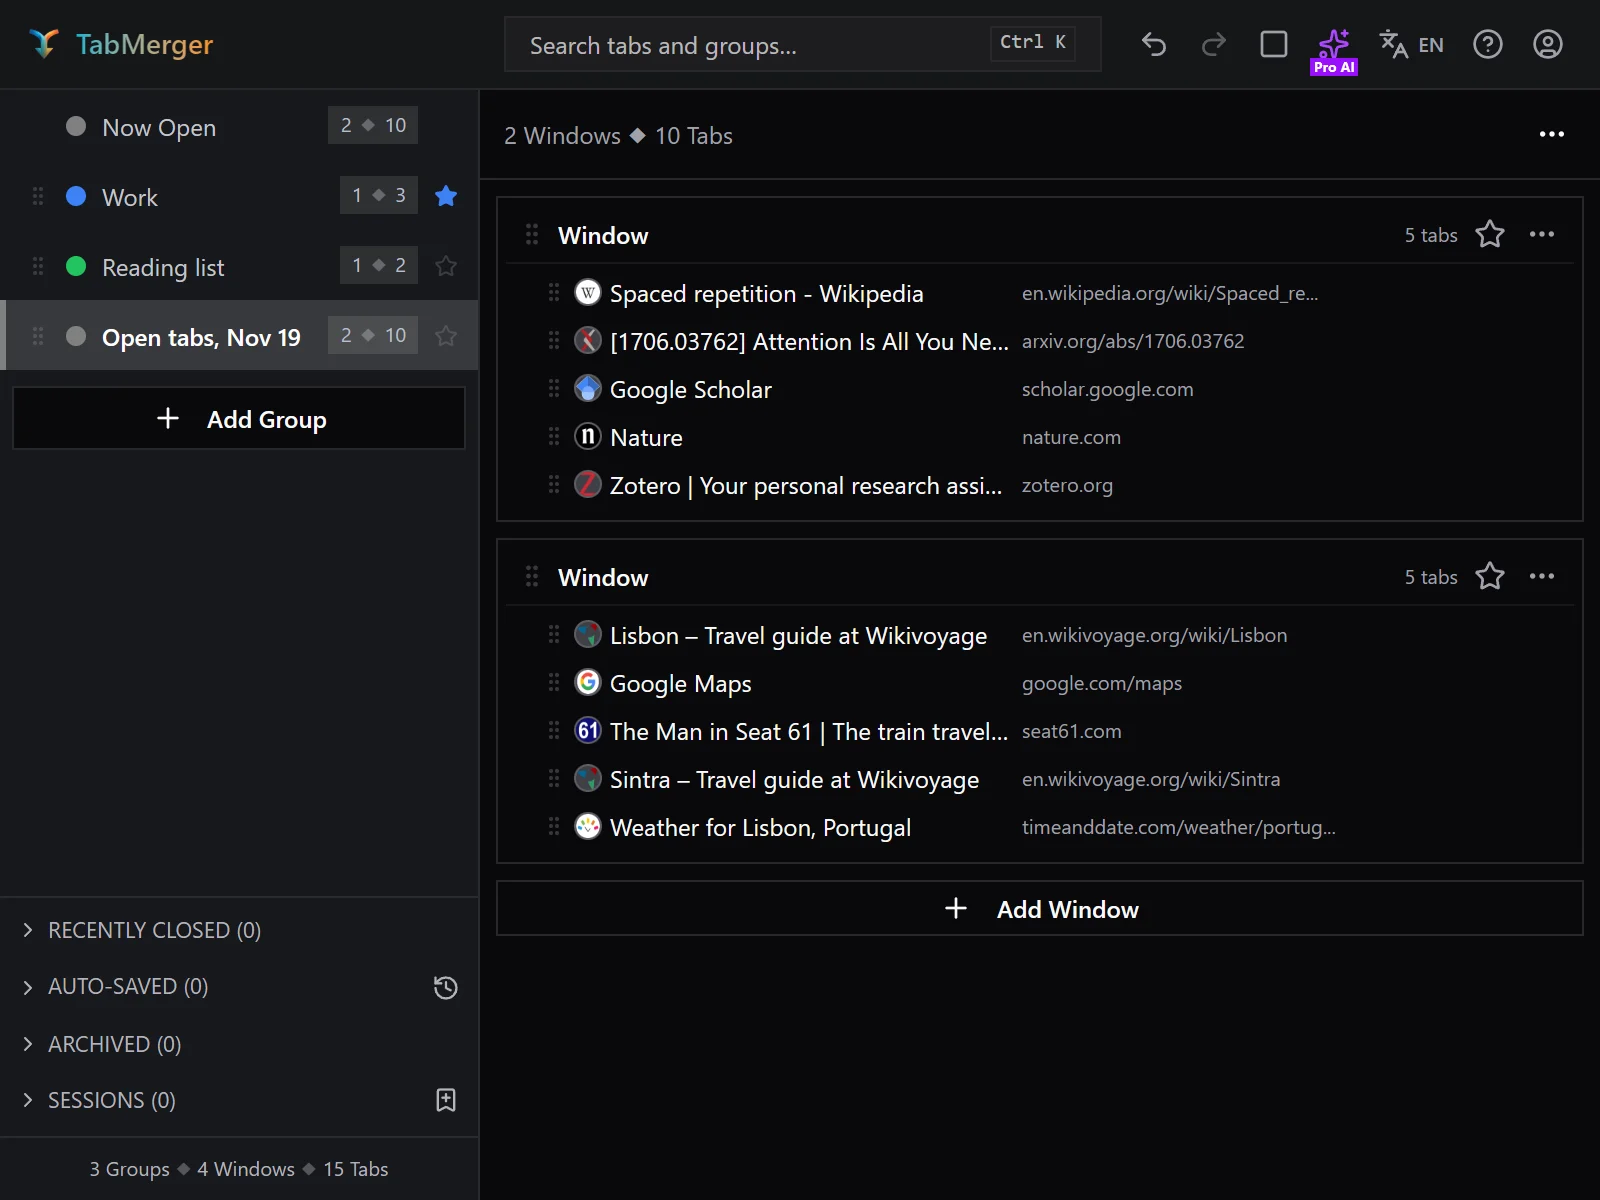 TabMerger
Search tabs and groups...
Ctrl K
Pro AI
EN
Now Open
2 ◆ 10
Work
1 ◆ 3
Reading list
1 ◆ 2
Open tabs, Nov 19
2 ◆ 10
+ Add Group
RECENTLY CLOSED (0)
AUTO-SAVED (0)
ARCHIVED (0)
SESSIONS (0)
3 Groups ◆ 4 Windows ◆ 15 Tabs
2 Windows ◆ 10 Tabs
Window
5 tabs
W
Spaced repetition - Wikipedia
en.wikipedia.org/wiki/Spaced_re...
[1706.03762] Attention Is All You Ne...
arxiv.org/abs/1706.03762
Google Scholar
scholar.google.com
n
Nature
nature.com
Z
Zotero | Your personal research assi...
zotero.org
Window
5 tabs
Lisbon – Travel guide at Wikivoyage
en.wikivoyage.org/wiki/Lisbon
G
Google Maps
google.com/maps
61
The Man in Seat 61 | The train travel...
seat61.com
Sintra – Travel guide at Wikivoyage
en.wikivoyage.org/wiki/Sintra
Weather for Lisbon, Portugal
timeanddate.com/weather/portug...
+ Add Window